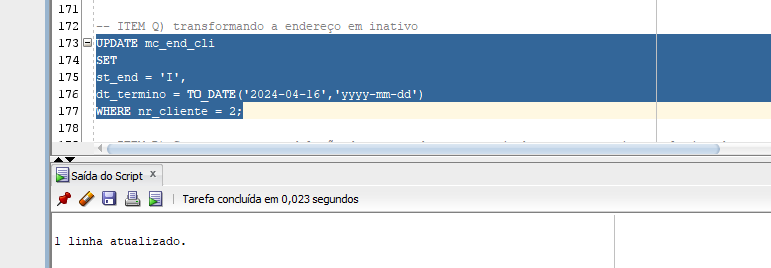 171
172 -- ITEM Q) transformando a endereço em inativo
173 UPDATE mc_end_cli
174 SET
175 st_end = 'I',
176 dt_termino = TO_DATE('2024-04-16','yyyy-mm-dd')
177 WHERE nr_cliente = 2;
178
Saída do Script x
Tarefa concluída em 0,023 segundos
1 linha atualizado.